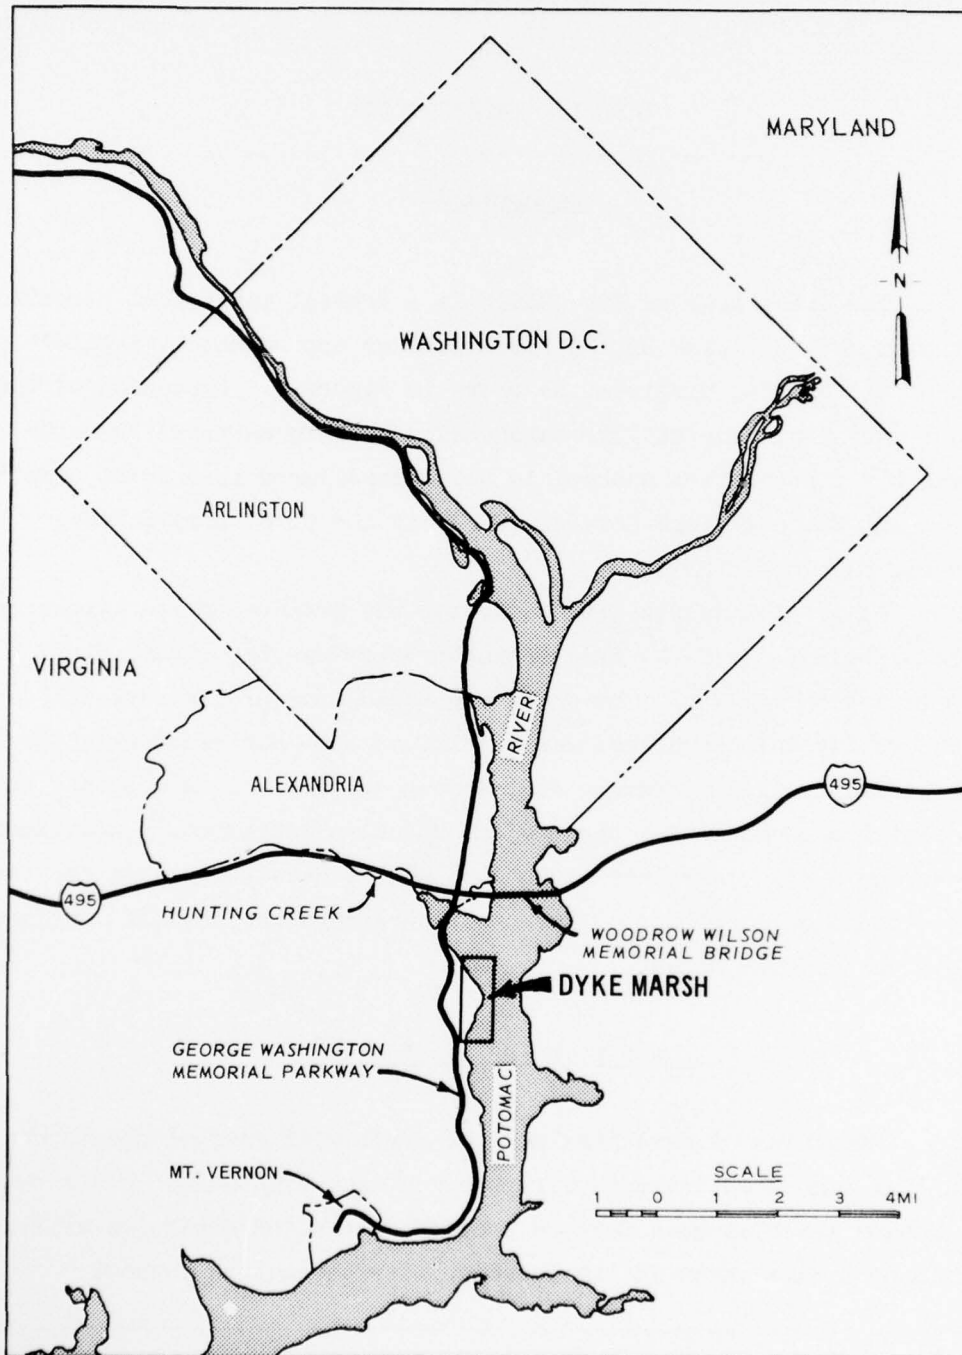 MARYLAND
N
WASHINGTON D.C.
ARLINGTON
VIRGINIA
RIVER
ALEXANDRIA
495
495
HUNTING CREEK
WOODROW WILSON
MEMORIAL BRIDGE
DYKE MARSH
GEORGE WASHINGTON
MEMORIAL PARKWAY
POTOMAC
MT. VERNON
SCALE
1 0 1 2 3 4MI